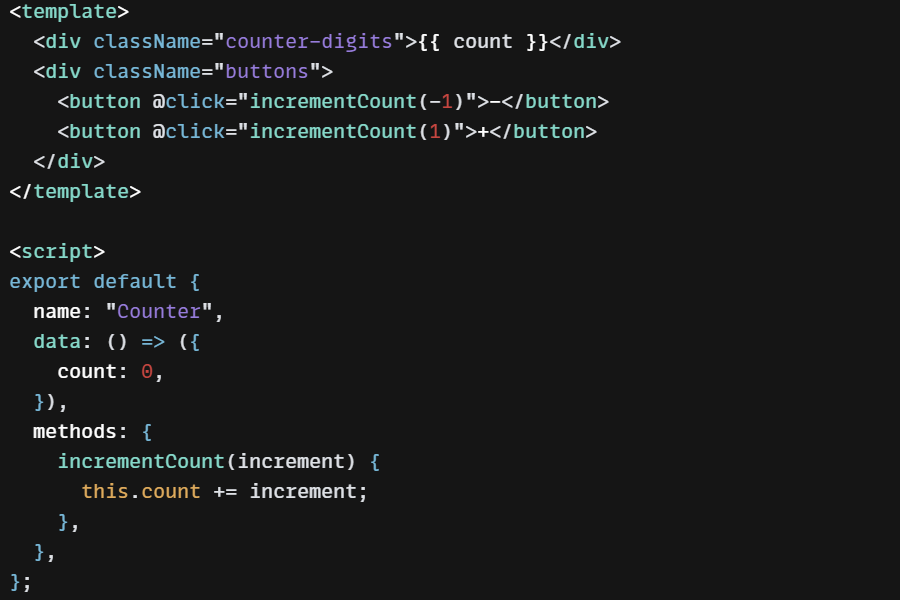 <template>
  <div className="counter-digits">{{ count }}</div>
  <div className="buttons">
    <button @click="incrementCount(-1)">-</button>
    <button @click="incrementCount(1)">+</button>
  </div>
</template>

<script>
export default {
  name: "Counter",
  data: () => ({
    count: 0,
  }),
  methods: {
    incrementCount(increment) {
      this.count += increment;
    },
  },
};